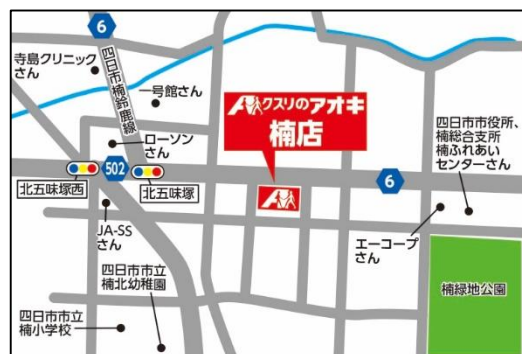 6
四日市楠鈴鹿線
寺島クリニック
さん
一号館さん
ローソン
さん
クスリのアオキ
楠店
四日市市役所、
楠総合支所
楠ふれあい
センターさん
502
北五味塚西
北五味塚
6
JA-SS
さん
エーコープ
さん
四日市市立
楠北幼稚園
楠緑地公園
四日市市立
楠小学校